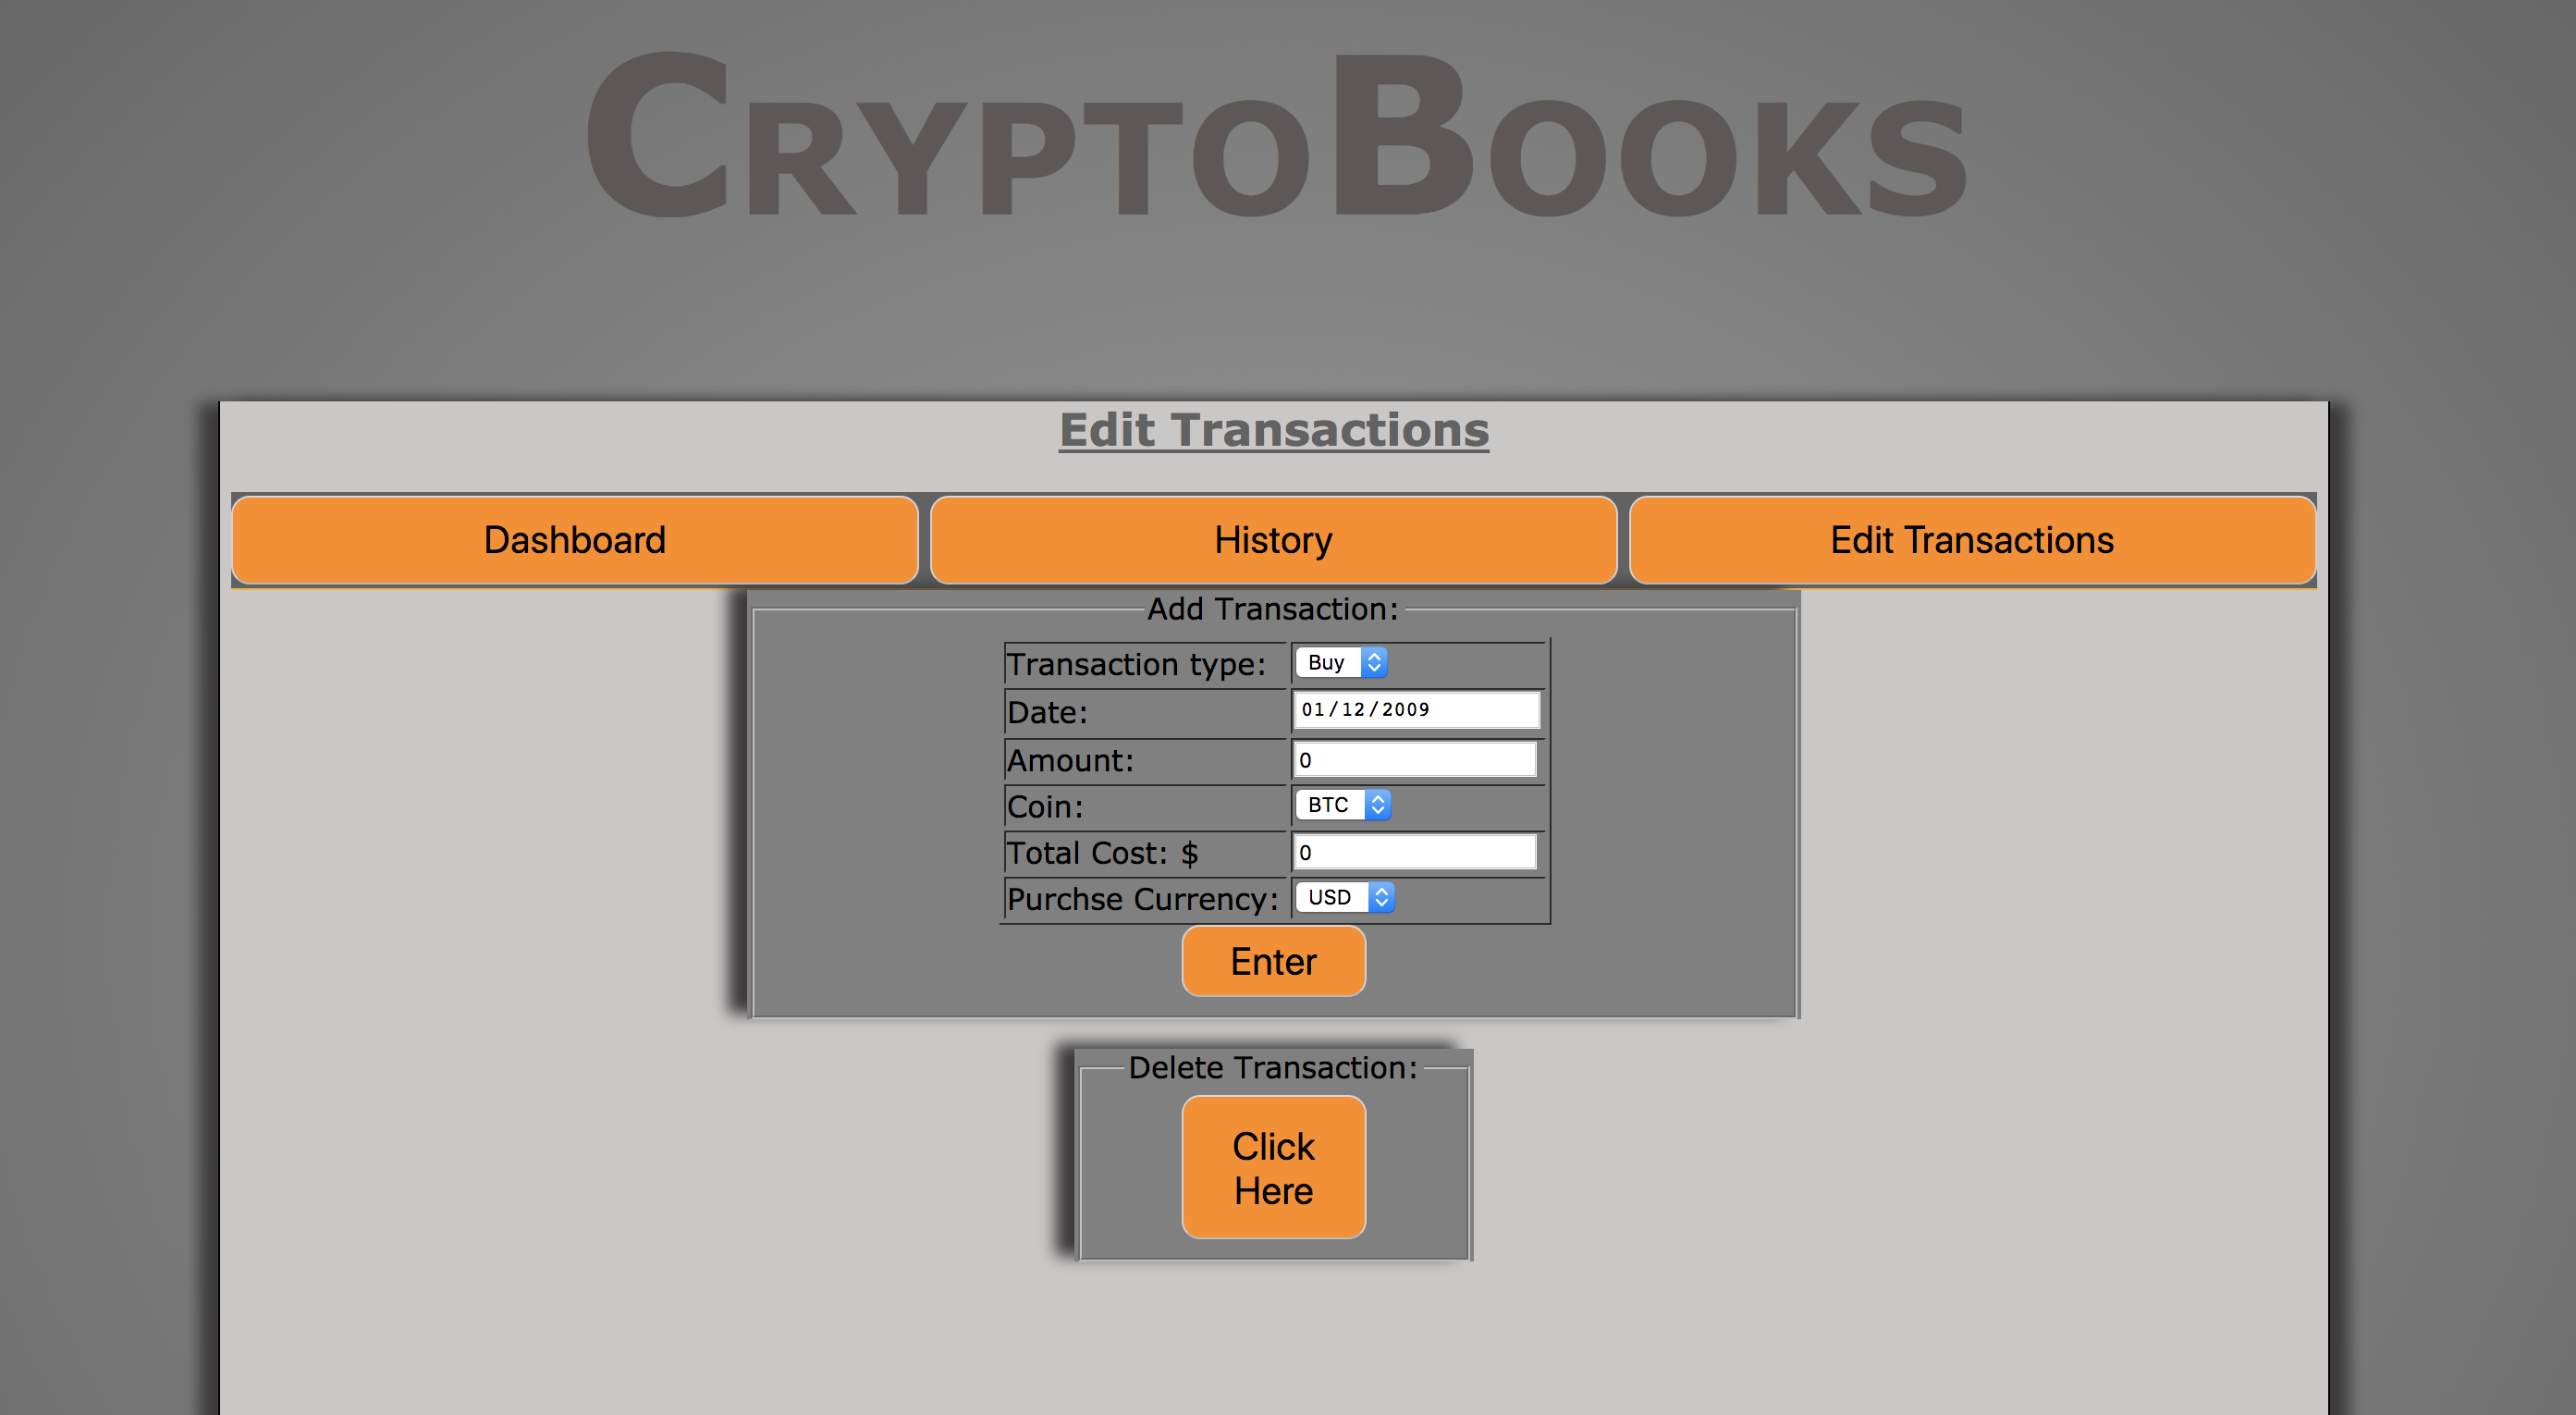 CRYPTOBOOKS
Edit Transactions
Dashboard History Edit Transactions
Add Transaction:
Transaction type: Buy
Date: 01/12/2009
Amount: 0
Coin: BTC
Total Cost: $ 0
Purchse Currency: USD
Enter
Delete Transaction:
Click
Here